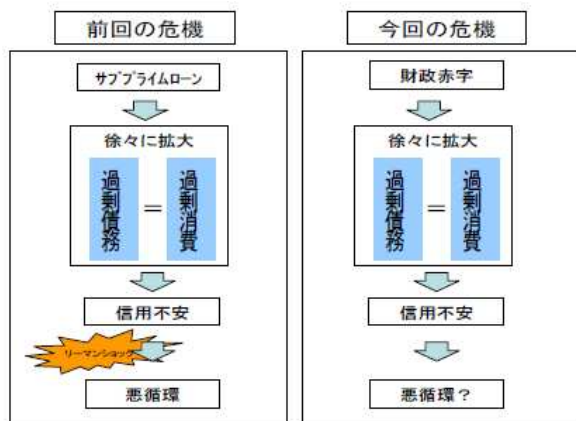 前回の危機
サブプライムローン
徐々に拡大
過剰債務
＝
過剰消費
信用不安
リーマンショック
悪循環
今回の危機
財政赤字
徐々に拡大
過剰債務
＝
過剰消費
信用不安
悪循環？